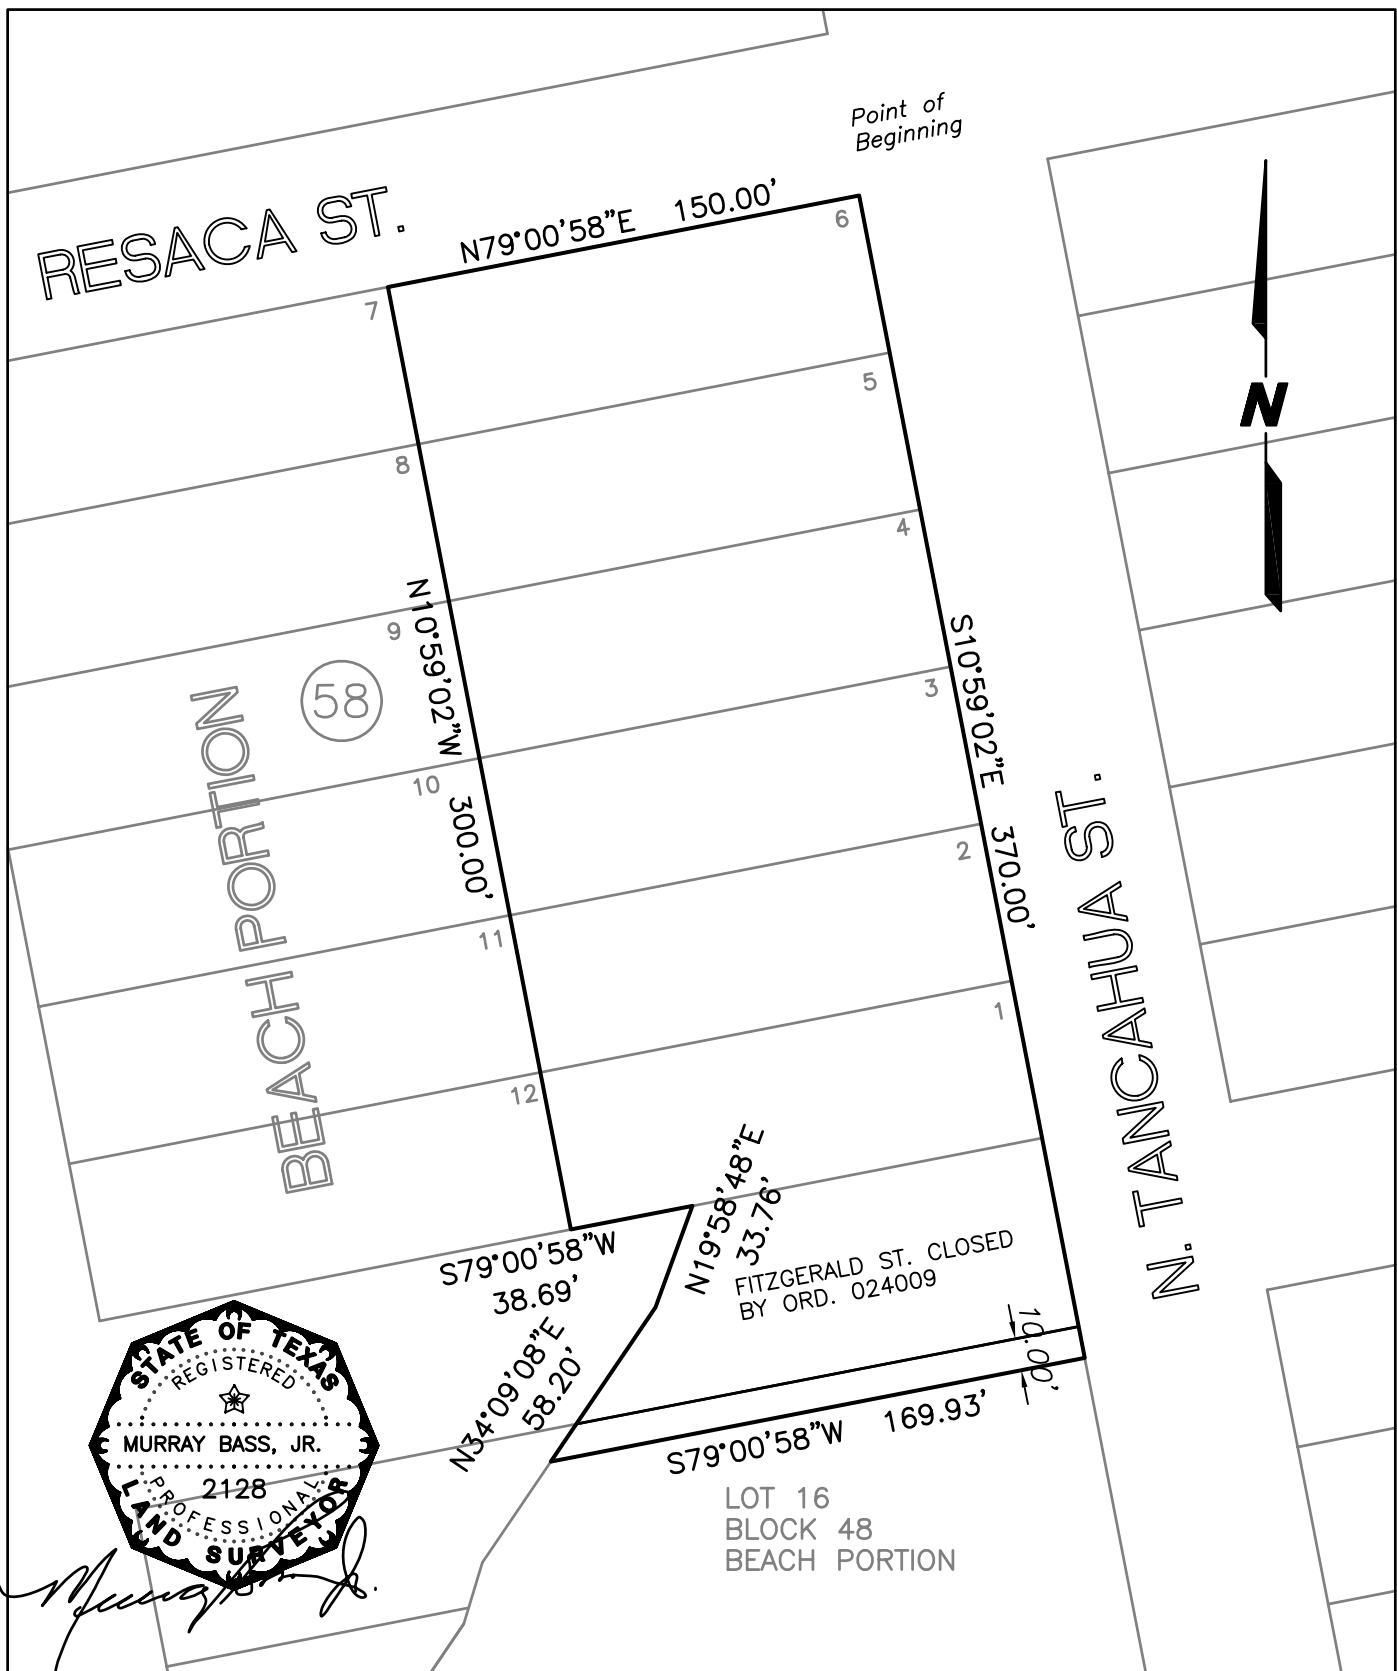 Point of
Beginning
RESACA ST.
N79°00'58"E 150.00'
6
7
5
8
4
N
9
N10°59'02"W
300.00'
58
BEACH PORTION
3
S10°59'02"E 370.00'
10
2
11
1
12
N. TANCAHUA ST.
N19°58'48"E
33.76'
S79°00'58"W
38.69'
FITZGERALD ST. CLOSED
BY ORD. 024009
10.00'
N34°09'08"E
58.20'
S79°00'58"W 169.93'
LOT 16
BLOCK 48
BEACH PORTION
STATE OF TEXAS
REGISTERED
MURRAY BASS, JR.
2128
PROFESSIONAL
LAND SURVEYOR